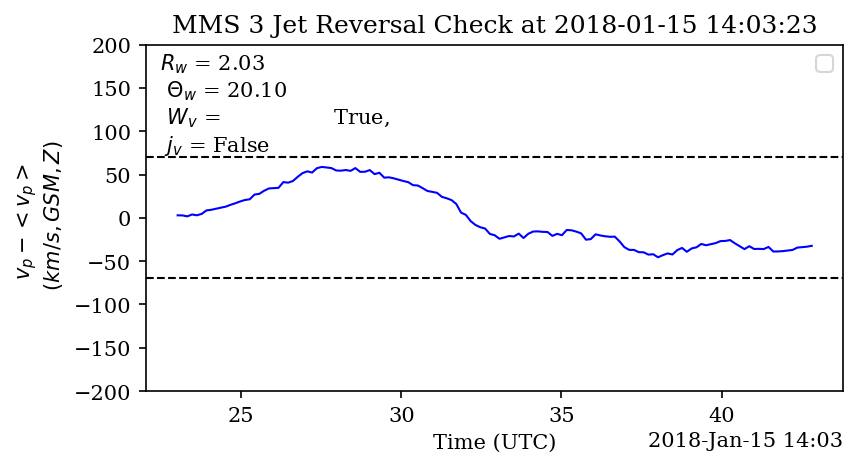 MMS 3 Jet Reversal Check at 2018-01-15 14:03:23
R_w = 2.03
Θ_w = 20.10
W_v = True,
j_v = False
200
150
100
50
0
−50
−100
−150
−200
v_p − < v_p >
(km/s, GSM, Z)
25 30 35 40
Time (UTC)
2018-Jan-15 14:03